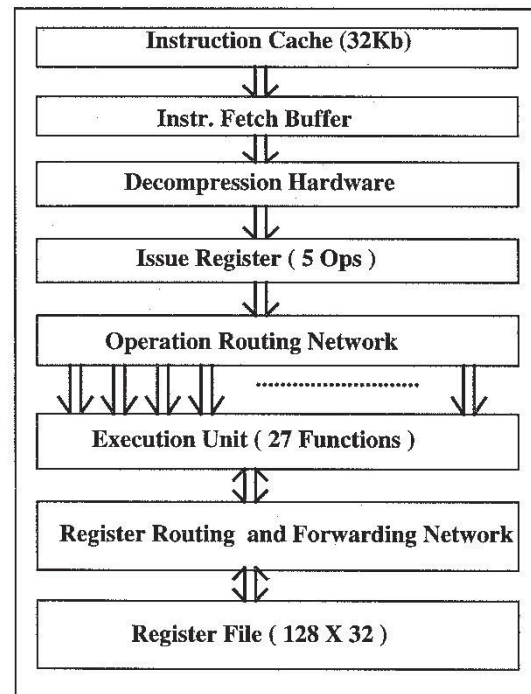 Instruction Cache (32Kb)
Instr. Fetch Buffer
Decompression Hardware
Issue Register ( 5 Ops )
Operation Routing Network
Execution Unit ( 27 Functions )
Register Routing and Forwarding Network
Register File ( 128 X 32 )